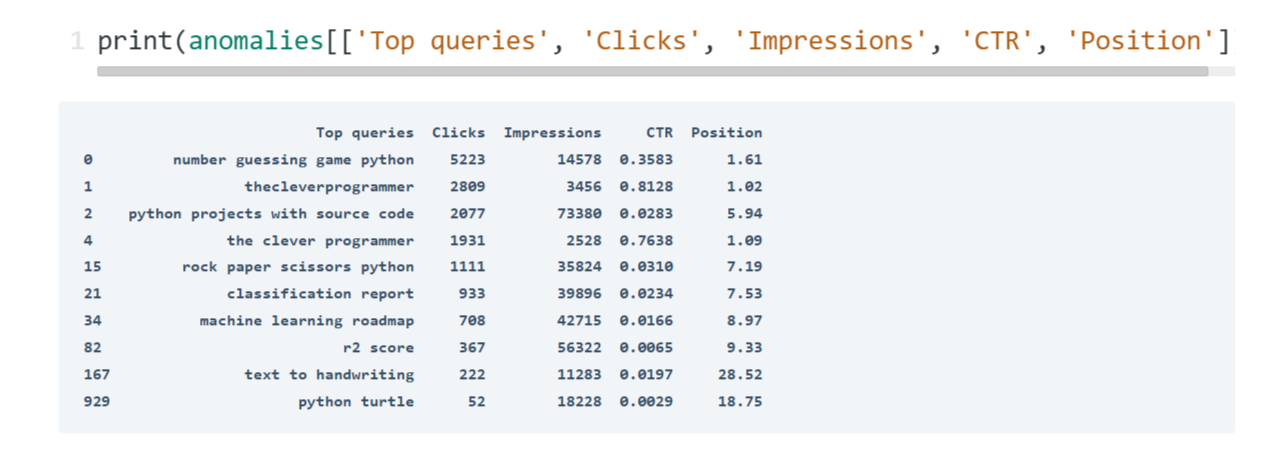 1 print(anomalies[['Top queries', 'Clicks', 'Impressions', 'CTR', 'Position']
Top queries Clicks Impressions CTR Position
0 number guessing game python 5223 14578 0.3583 1.61
1 thecleverprogrammer 2809 3456 0.8128 1.02
2 python projects with source code 2077 73380 0.0283 5.94
4 the clever programmer 1931 2528 0.7638 1.09
15 rock paper scissors python 1111 35824 0.0310 7.19
21 classification report 933 39896 0.0234 7.53
34 machine learning roadmap 708 42715 0.0166 8.97
82 r2 score 367 56322 0.0065 9.33
167 text to handwriting 222 11283 0.0197 28.52
929 python turtle 52 18228 0.0029 18.75